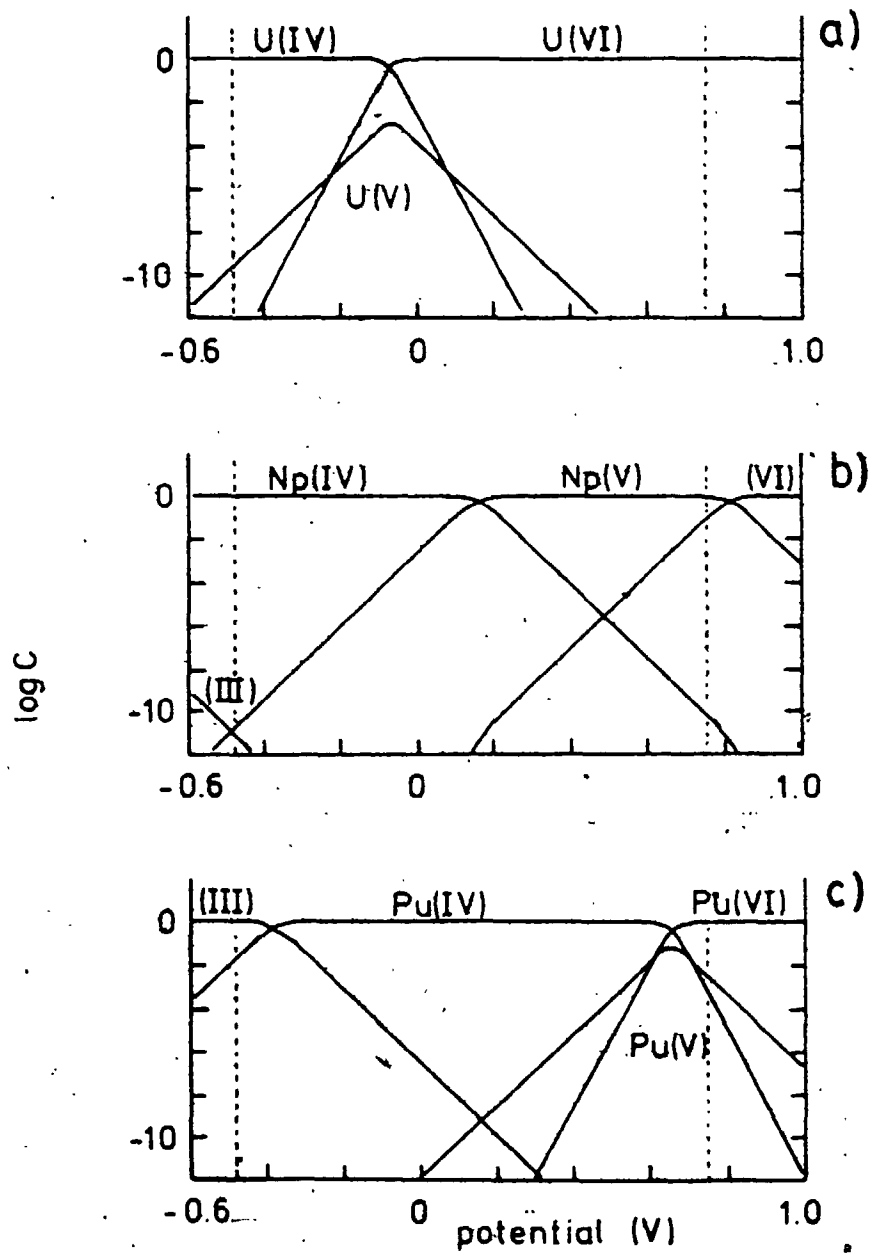 a)
U(IV) U(VI)
0
U(V)
-10
-0.6 0 1.0
b)
Np(IV) Np(V) (VI)
0
(III)
-10
-0.6 0 1.0
log C
c)
(III) Pu(IV) Pu(VI)
0
Pu(V)
-10
-0.6 0 1.0
potential (V)